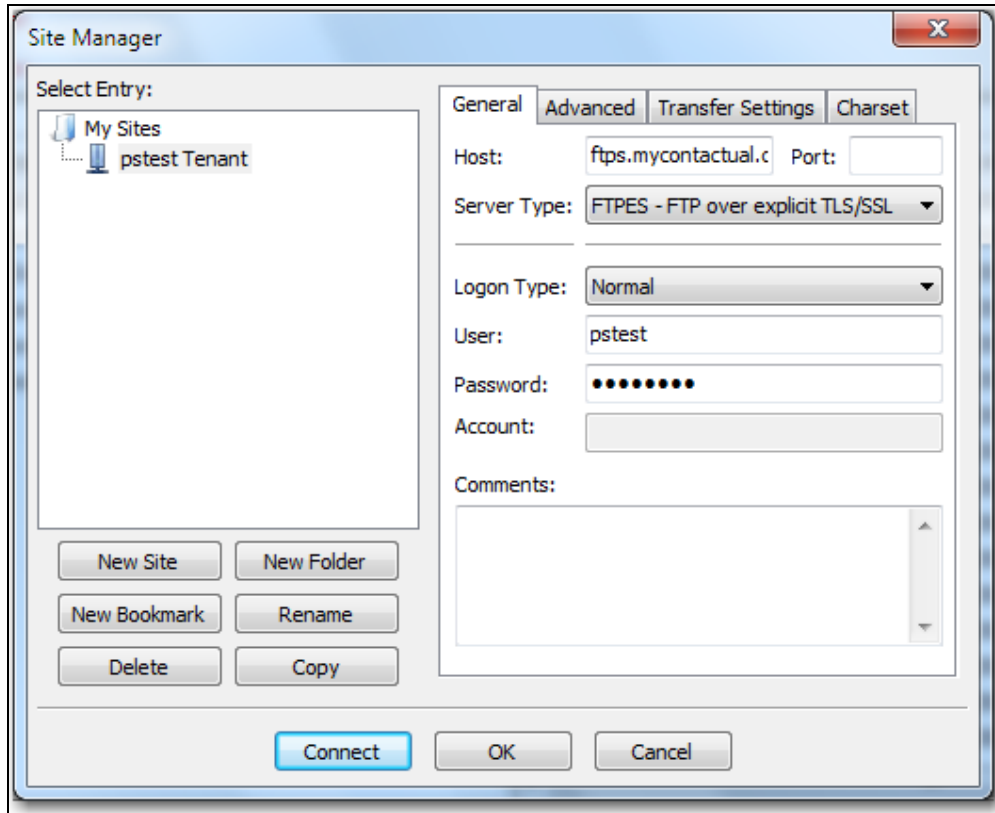 Site Manager
Select Entry:
My Sites
pstest Tenant
New Site New Folder
New Bookmark Rename
Delete Copy
General Advanced Transfer Settings Charset
Host: ftps.mycontactual.c Port:
Server Type: FTPES - FTP over explicit TLS/SSL
Logon Type: Normal
User: pstest
Password: ●●●●●●●●
Account:
Comments:
Connect OK Cancel